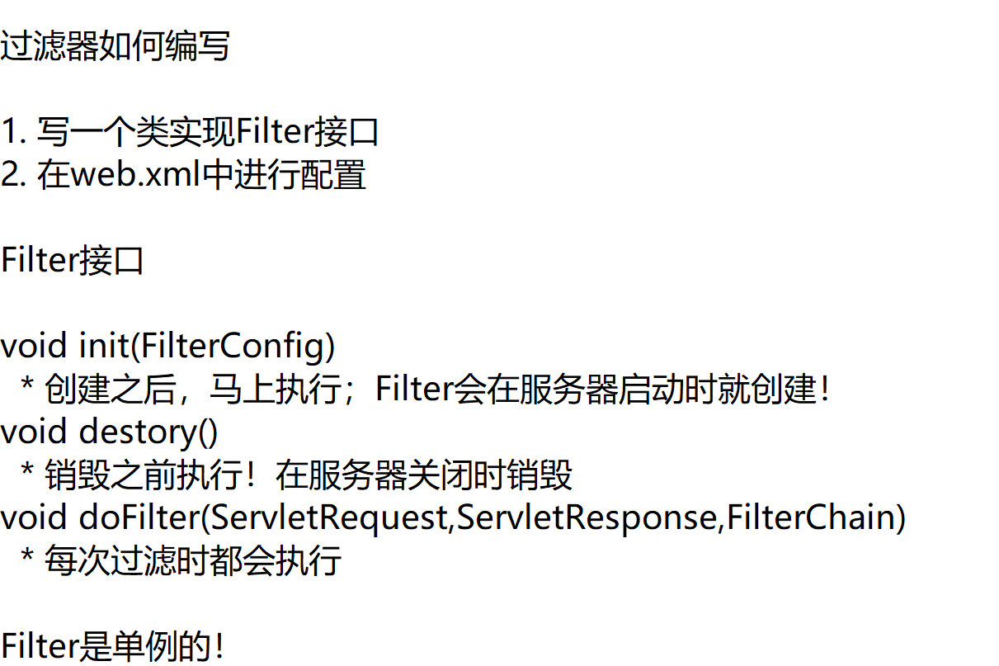 过滤器如何编写
1. 写一个类实现Filter接口
2. 在web.xml中进行配置
Filter接口
void init(FilterConfig)
* 创建之后，马上执行；Filter会在服务器启动时就创建！
void destory()
* 销毁之前执行！在服务器关闭时销毁
void doFilter(ServletRequest,ServletResponse,FilterChain)
* 每次过滤时都会执行
Filter是单例的！